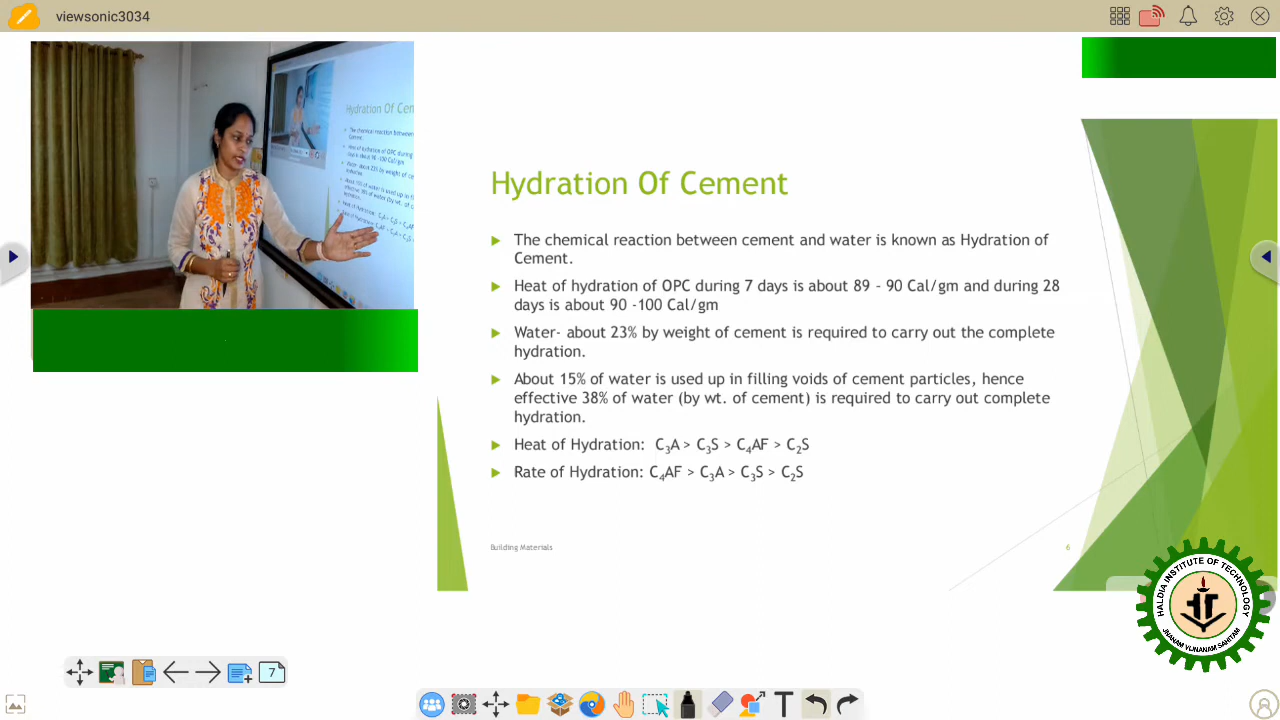 viewsonic3034
Hydration Of Cement
The chemical reaction between cement and water is known as Hydration of
Cement.
Heat of hydration of OPC during 7 days is about 89 - 90 Cal/gm and during 28
days is about 90 -100 Cal/gm
Water- about 23% by weight of cement is required to carry out the complete
hydration.
About 15% of water is used up in filling voids of cement particles, hence
effective 38% of water (by wt. of cement) is required to carry out complete
hydration.
Heat of Hydration: C₃A > C₃S > C₄AF > C₂S
Rate of Hydration: C₄AF > C₃A > C₃S > C₂S
Building Materials
6
HALDIA INSTITUTE OF TECHNOLOGY
JNANAM VIJNANAM SAHITAM
7
T